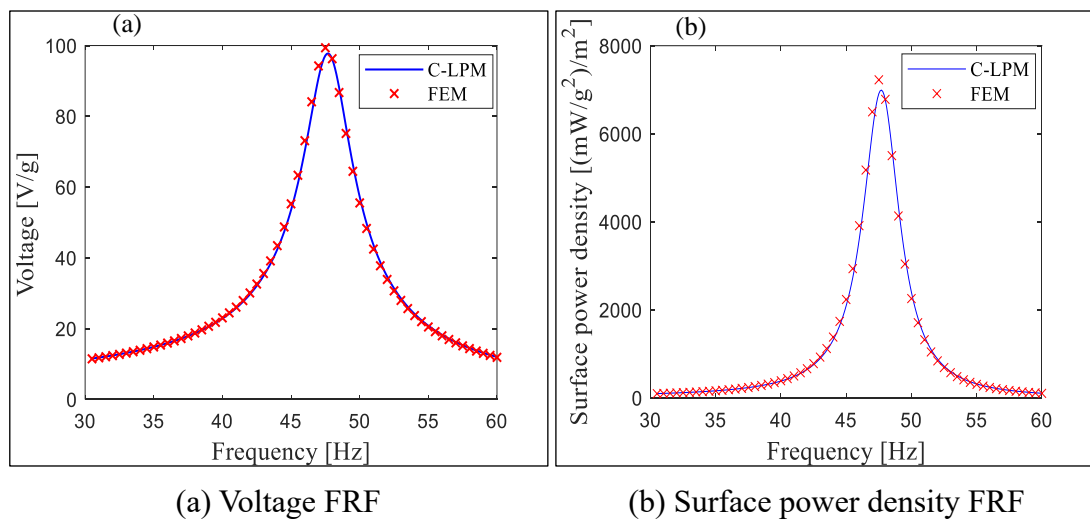 (a)
100
80
60
40
20
0
Voltage [V/g]
C-LPM
FEM
30 35 40 45 50 55 60
Frequency [Hz]
(b)
8000
6000
4000
2000
0
Surface power density [(mW/g²)/m²]
C-LPM
FEM
30 35 40 45 50 55 60
Frequency [Hz]
(a) Voltage FRF
(b) Surface power density FRF